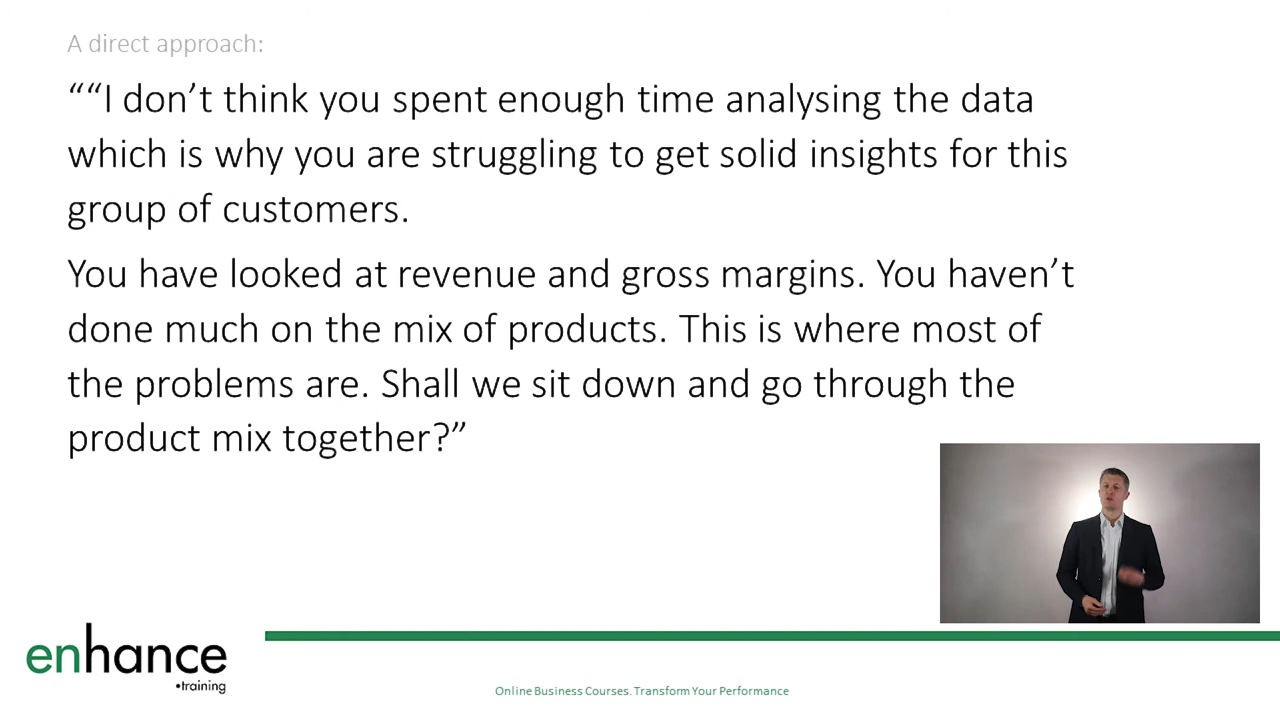 A direct approach:
““I don’t think you spent enough time analysing the data
which is why you are struggling to get solid insights for this
group of customers.
You have looked at revenue and gross margins. You haven’t
done much on the mix of products. This is where most of
the problems are. Shall we sit down and go through the
product mix together?”
enhance
•training
Online Business Courses. Transform Your Performance